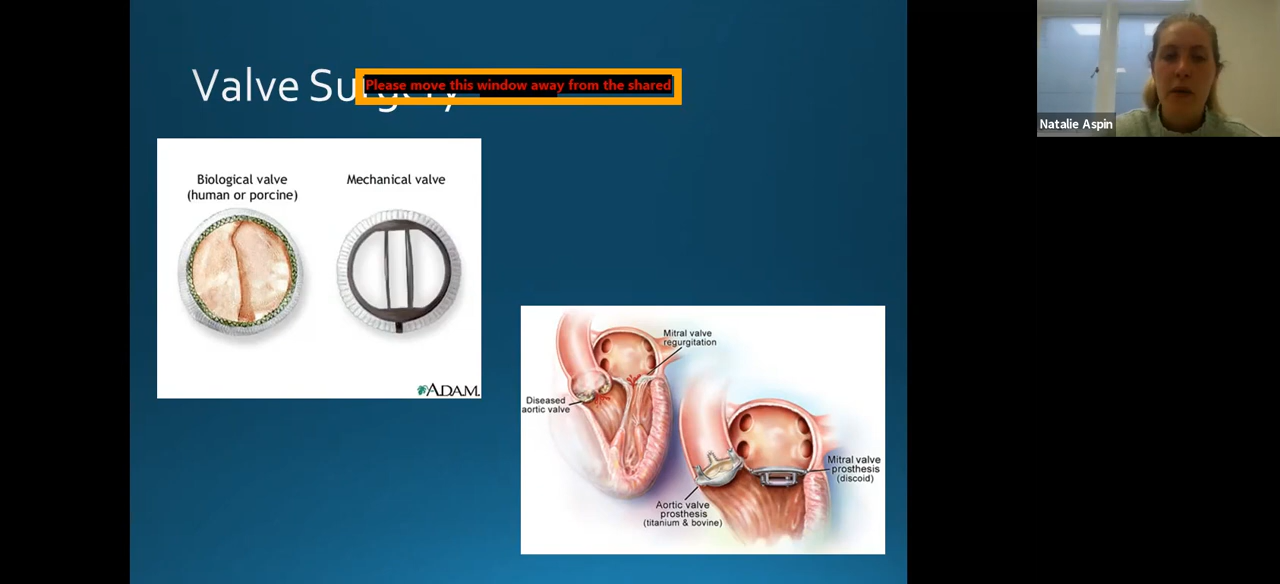 Valve Surgery
Please move this window away from the shared
Natalie Aspin
Biological valve
(human or porcine)
Mechanical valve
ADAM.
Mitral valve
regurgitation
Diseased
aortic valve
Mitral valve
prosthesis
(discoid)
Aortic valve
prosthesis
(titanium & bovine)